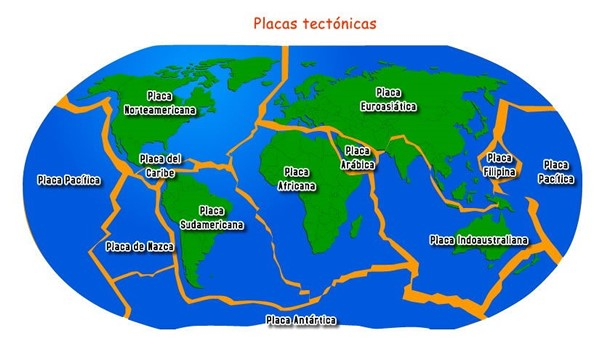 Placas tectónicas
Placa
Norteamericana
Placa
Euroasiática
Placa del
Caribe
Placa
Arábica
Placa
Filipina
Placa
Pacífica
Placa Pacífica
Placa
Africana
Placa
Sudamericana
Placa de Nazca
Placa Indoaustraliana
Placa Antártica